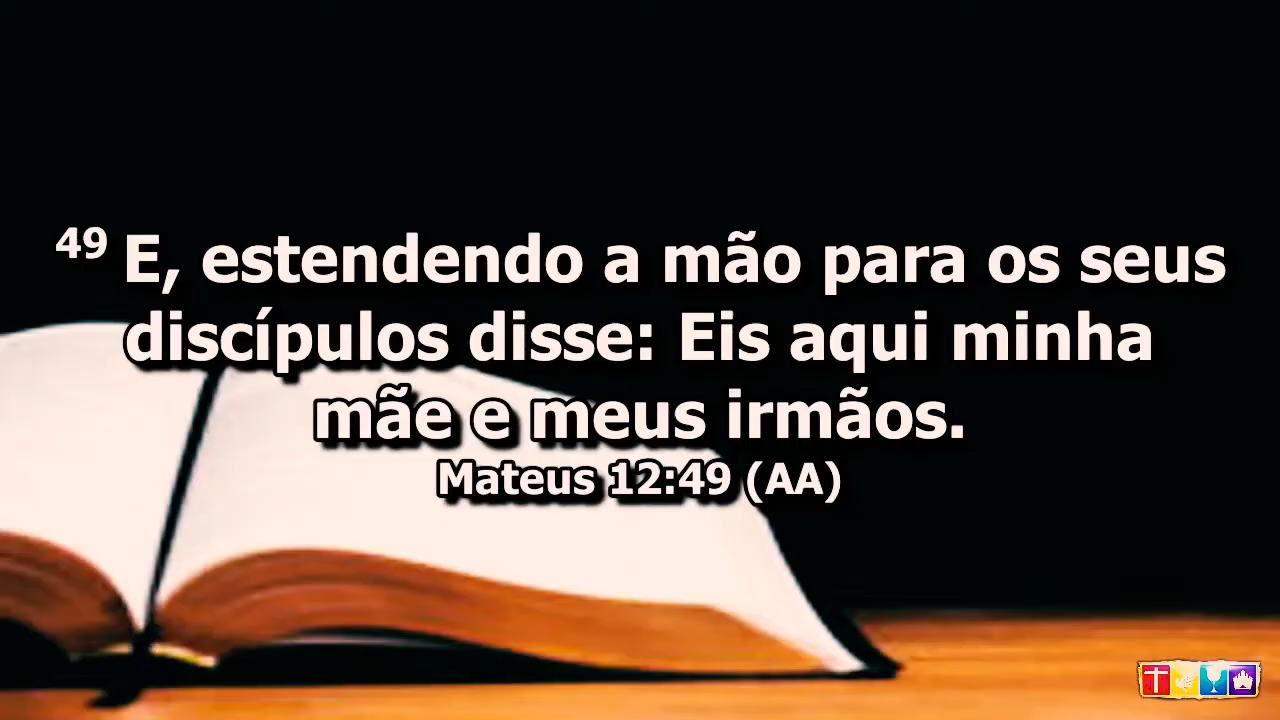 49 E, estendendo a mão para os seus
discípulos disse: Eis aqui minha
mãe e meus irmãos.
Mateus 12:49 (AA)